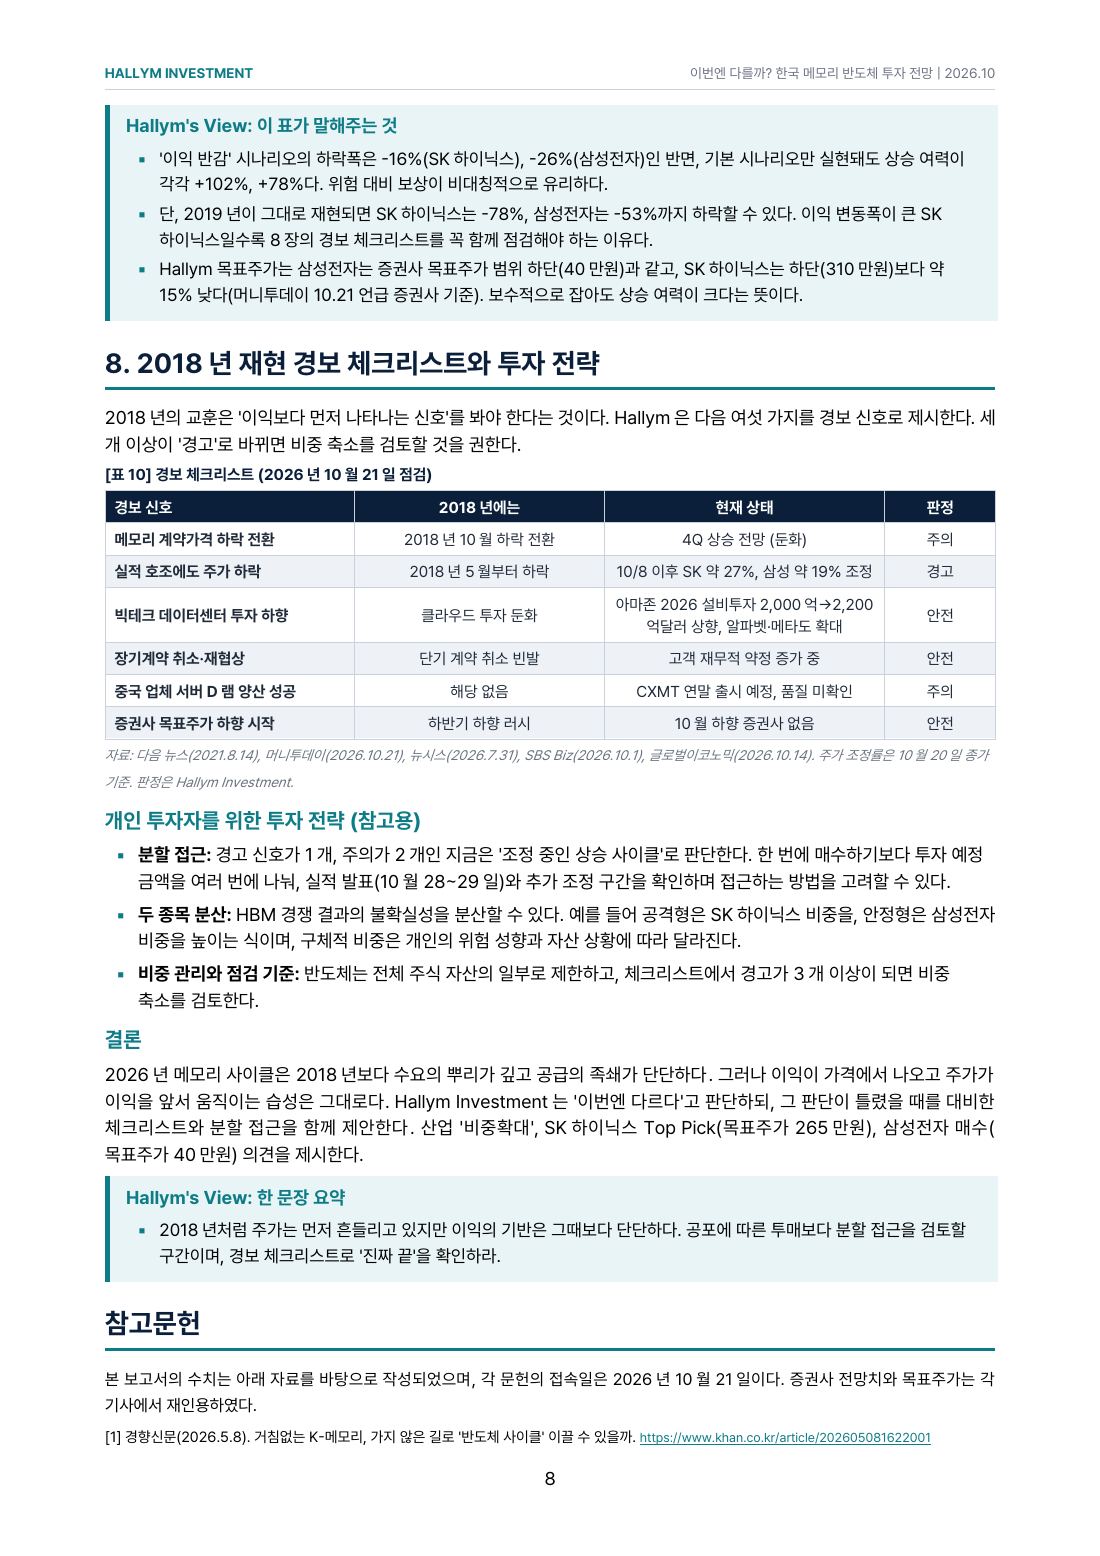 HALLYM INVESTMENT
이번엔 다를까? 한국 메모리 반도체 투자 전망 | 2026.10
Hallym's View: 이 표가 말해주는 것
▪ '이익 반감' 시나리오의 하락폭은 -16%(SK 하이닉스), -26%(삼성전자)인 반면, 기본 시나리오만 실현돼도 상승 여력이
각각 +102%, +78%다. 위험 대비 보상이 비대칭적으로 유리하다.
▪ 단, 2019 년이 그대로 재현되면 SK 하이닉스는 -78%, 삼성전자는 -53%까지 하락할 수 있다. 이익 변동폭이 큰 SK
하이닉스일수록 8 장의 경보 체크리스트를 꼭 함께 점검해야 하는 이유다.
▪ Hallym 목표주가는 삼성전자는 증권사 목표주가 범위 하단(40 만원)과 같고, SK 하이닉스는 하단(310 만원)보다 약
15% 낮다(머니투데이 10.21 언급 증권사 기준). 보수적으로 잡아도 상승 여력이 크다는 뜻이다.
8. 2018 년 재현 경보 체크리스트와 투자 전략
2018 년의 교훈은 '이익보다 먼저 나타나는 신호'를 봐야 한다는 것이다. Hallym 은 다음 여섯 가지를 경보 신호로 제시한다. 세
개 이상이 '경고'로 바뀌면 비중 축소를 검토할 것을 권한다.
[표 10] 경보 체크리스트 (2026 년 10 월 21 일 점검)
경보 신호 2018 년에는 현재 상태 판정
메모리 계약가격 하락 전환 2018 년 10 월 하락 전환 4Q 상승 전망 (둔화) 주의
실적 호조에도 주가 하락 2018 년 5 월부터 하락 10/8 이후 SK 약 27%, 삼성 약 19% 조정 경고
빅테크 데이터센터 투자 하향 클라우드 투자 둔화 아마존 2026 설비투자 2,000 억→2,200
억달러 상향, 알파벳·메타도 확대 안전
장기계약 취소·재협상 단기 계약 취소 빈발 고객 재무적 약정 증가 중 안전
중국 업체 서버 D 램 양산 성공 해당 없음 CXMT 연말 출시 예정, 품질 미확인 주의
증권사 목표주가 하향 시작 하반기 하향 러시 10 월 하향 증권사 없음 안전
자료: 다음 뉴스(2021.8.14), 머니투데이(2026.10.21), 뉴시스(2026.7.31), SBS Biz(2026.10.1), 글로벌이코노믹(2026.10.14). 주가 조정률은 10 월 20 일 종가
기준. 판정은 Hallym Investment.
개인 투자자를 위한 투자 전략 (참고용)
▪ 분할 접근: 경고 신호가 1 개, 주의가 2 개인 지금은 '조정 중인 상승 사이클'로 판단한다. 한 번에 매수하기보다 투자 예정
금액을 여러 번에 나눠, 실적 발표(10 월 28~29 일)와 추가 조정 구간을 확인하며 접근하는 방법을 고려할 수 있다.
▪ 두 종목 분산: HBM 경쟁 결과의 불확실성을 분산할 수 있다. 예를 들어 공격형은 SK 하이닉스 비중을, 안정형은 삼성전자
비중을 높이는 식이며, 구체적 비중은 개인의 위험 성향과 자산 상황에 따라 달라진다.
▪ 비중 관리와 점검 기준: 반도체는 전체 주식 자산의 일부로 제한하고, 체크리스트에서 경고가 3 개 이상이 되면 비중
축소를 검토한다.
결론
2026 년 메모리 사이클은 2018 년보다 수요의 뿌리가 깊고 공급의 족쇄가 단단하다. 그러나 이익이 가격에서 나오고 주가가
이익을 앞서 움직이는 습성은 그대로다. Hallym Investment 는 '이번엔 다르다'고 판단하되, 그 판단이 틀렸을 때를 대비한
체크리스트와 분할 접근을 함께 제안한다. 산업 '비중확대', SK 하이닉스 Top Pick(목표주가 265 만원), 삼성전자 매수(
목표주가 40 만원) 의견을 제시한다.
Hallym's View: 한 문장 요약
▪ 2018 년처럼 주가는 먼저 흔들리고 있지만 이익의 기반은 그때보다 단단하다. 공포에 따른 투매보다 분할 접근을 검토할
구간이며, 경보 체크리스트로 '진짜 끝'을 확인하라.
참고문헌
본 보고서의 수치는 아래 자료를 바탕으로 작성되었으며, 각 문헌의 접속일은 2026 년 10 월 21 일이다. 증권사 전망치와 목표주가는 각
기사에서 재인용하였다.
[1] 경향신문(2026.5.8). 거침없는 K-메모리, 가지 않은 길로 '반도체 사이클' 이끌 수 있을까. https://www.khan.co.kr/article/202605081622001
8